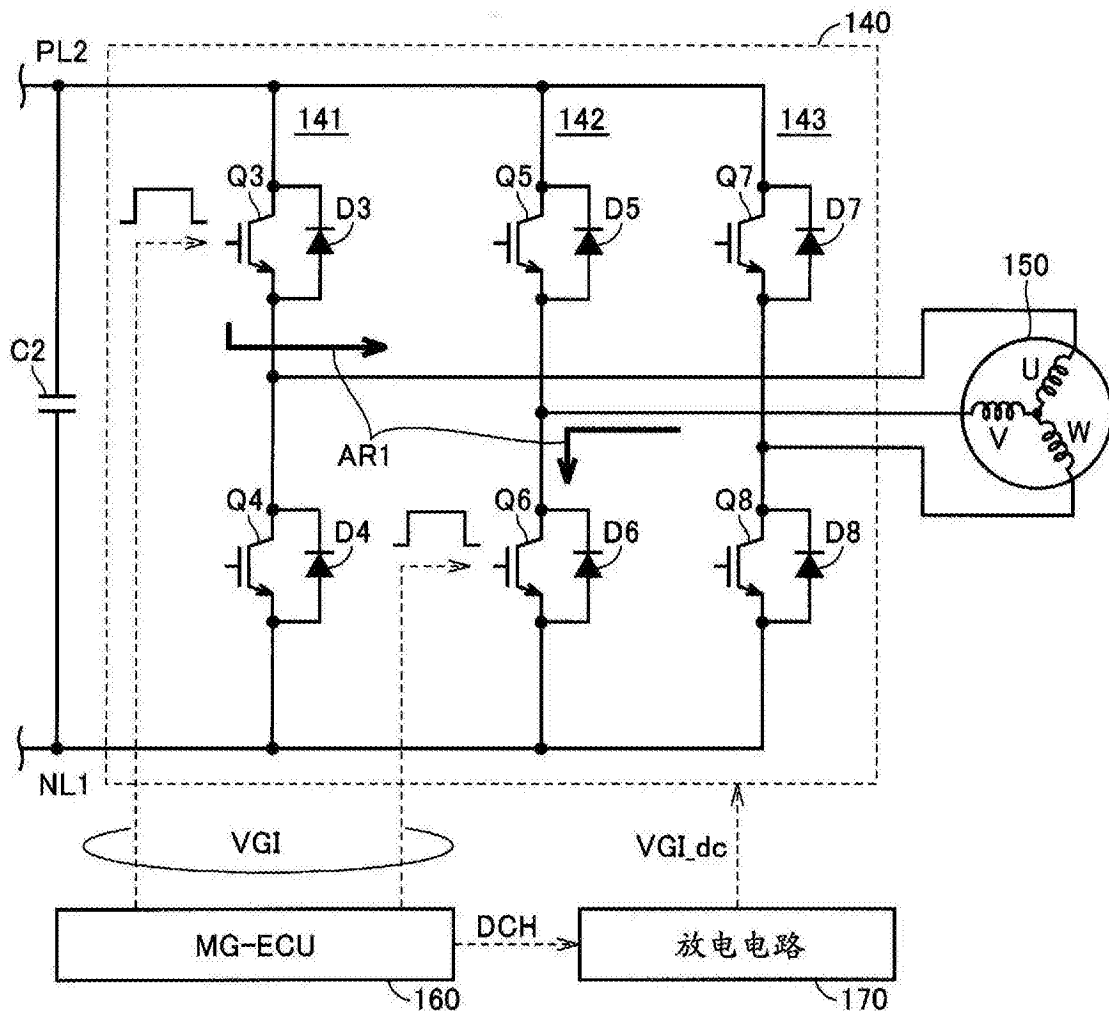 140
PL2
141
142
143
Q3
Q5
Q7
D3
D5
D7
150
C2
U
V
W
AR1
Q4
Q6
Q8
D4
D6
D8
NL1
VGI
VGI_dc
MG-ECU
DCH
放电电路
160
170